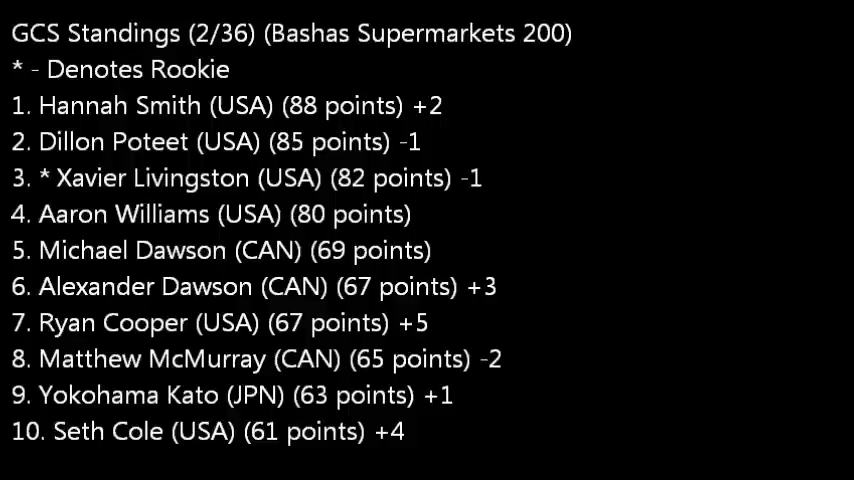 GCS Standings (2/36) (Bashas Supermarkets 200)
* - Denotes Rookie
1. Hannah Smith (USA) (88 points) +2
2. Dillon Poteet (USA) (85 points) -1
3. * Xavier Livingston (USA) (82 points) -1
4. Aaron Williams (USA) (80 points)
5. Michael Dawson (CAN) (69 points)
6. Alexander Dawson (CAN) (67 points) +3
7. Ryan Cooper (USA) (67 points) +5
8. Matthew McMurray (CAN) (65 points) -2
9. Yokohama Kato (JPN) (63 points) +1
10. Seth Cole (USA) (61 points) +4